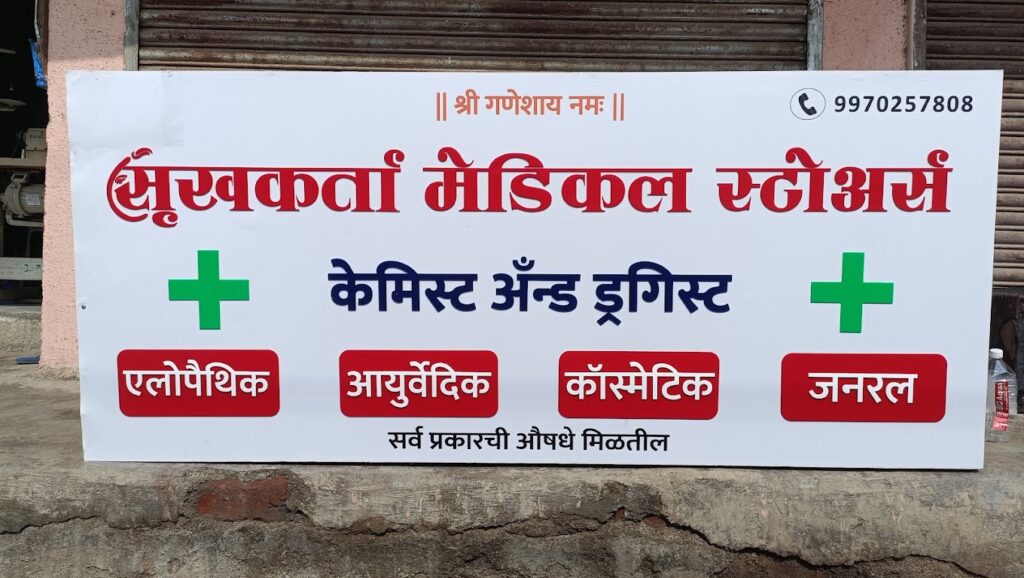 || श्री गणेशाय नमः ||
9970257808
सुखकर्ता मेडिकल स्टोअर्स
केमिस्ट अँन्ड ड्रगिस्ट
एलोपैथिक आयुर्वेदिक कॉस्मेटिक जनरल
सर्व प्रकारची औषधे मिळतील